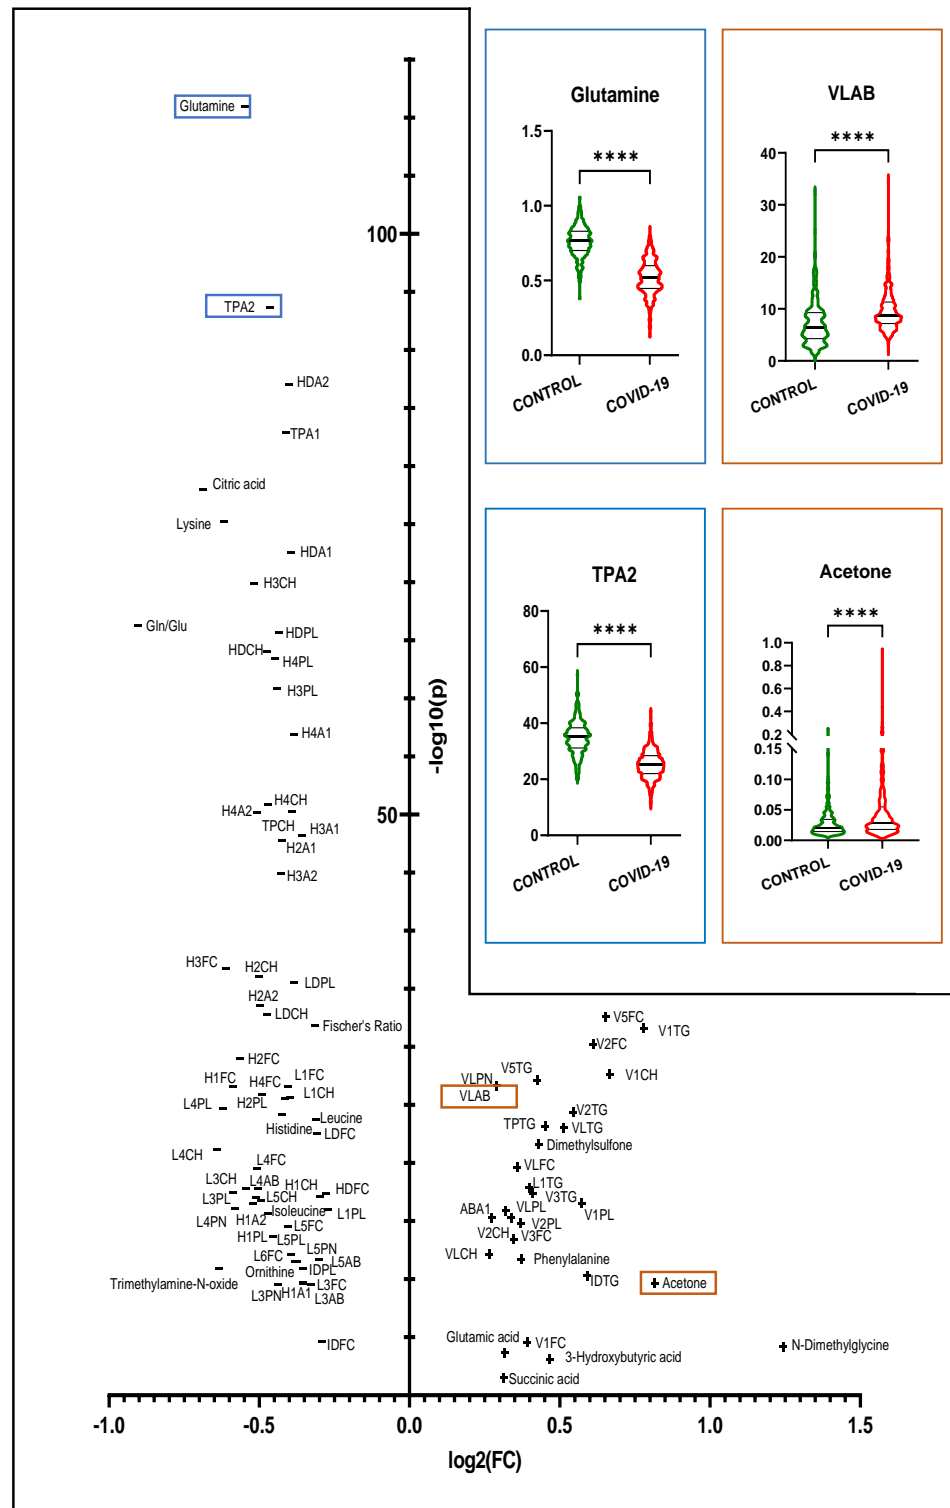 Glutamine
VLAB
1.5
1.0
0.5
0.0
****
CONTROL
COVID-19
40
30
20
10
0
****
CONTROL
COVID-19
TPA2
Acetone
80
60
40
20
0
****
CONTROL
COVID-19
1.0
0.8
0.6
0.4
0.2
0.15
0.10
0.05
0.00
****
CONTROL
COVID-19
Glutamine
100
TPA2
HDA2
TPA1
Citric acid
Lysine
HDA1
H3CH
Gln/Glu
HDPL
HDCH
H4PL
H3PL
-log10(p)
H4A1
H4CH
H4A2
50
TPCH
H3A1
H2A1
H3A2
H3FC
H2CH
LDPL
H2A2
LDCH
Fischer's Ratio
V5FC
V1TG
V2FC
H2FC
H1FC
H4FC
L1FC
V5TG
V1CH
VLPN
VLAB
L4PL
H2PL
L1CH
V2TG
Histidine
Leucine
LDFC
TPTG
VLTG
Dimethylsulfone
L4CH
L4FC
VLFC
L3CH
L4AB
H1CH
HDFC
L1TG
V3TG
L3PL
L5CH
L4PN
H1A2
Isoleucine
L1PL
ABA1
VLPL
V1PL
L5FC
V2CH
V2PL
V3FC
H1PL
L5PL
L6FC
L5PN
L5AB
VLCH
Phenylalanine
Trimethylamine-N-oxide
Ornithine
IDPL
IDTG
Acetone
L3PN
H1A1
L3FC
L3AB
IDFC
Glutamic acid
V1FC
N-Dimethylglycine
3-Hydroxybutyric acid
Succinic acid
-1.0
-0.5
0.0
0.5
1.0
1.5
log2(FC)